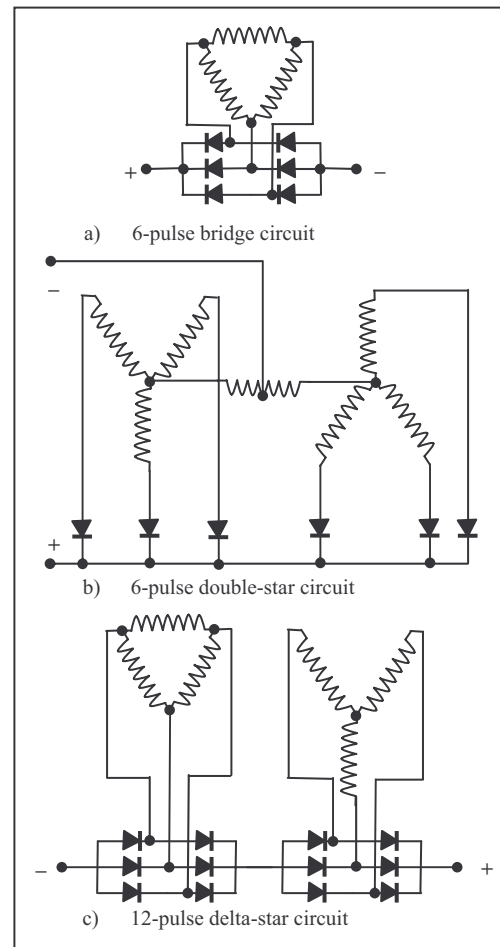 + −
a) 6-pulse bridge circuit
−
+
b) 6-pulse double-star circuit
− +
c) 12-pulse delta-star circuit